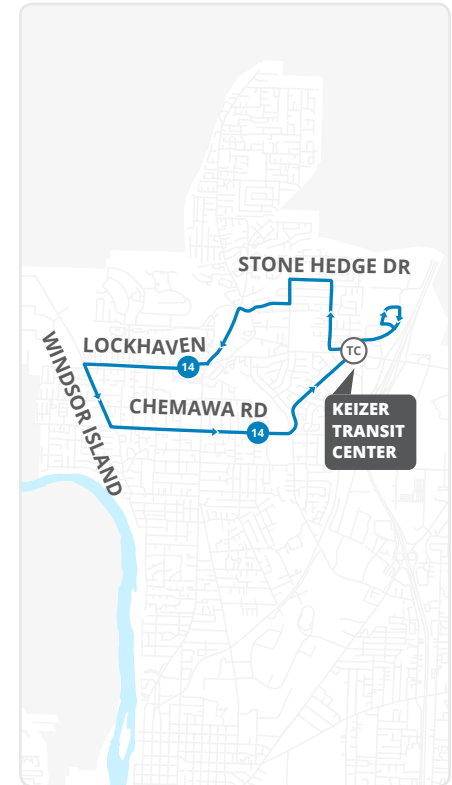 STONE HEDGE DR
LOCKHAVEN
14
TC
WINDSOR ISLAND
CHEMAWA RD
14
KEIZER
TRANSIT
CENTER